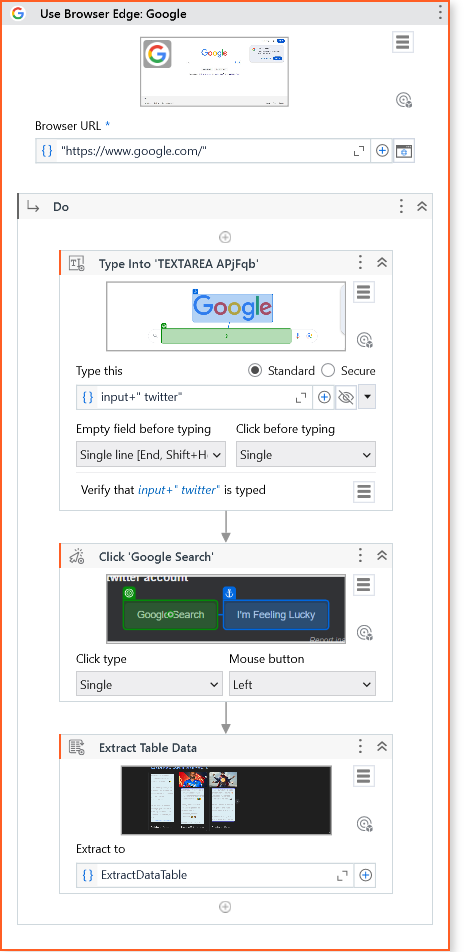 Use Browser Edge: Google
Google
Browser URL *
{} "https://www.google.com/"
Do
Type Into 'TEXTAREA APjFqb'
Google
Type this
Standard Secure
{} input+" twitter"
Empty field before typing Click before typing
Single line [End, Shift+H Single
Verify that input+" twitter" is typed
Click 'Google Search'
twitter account
Google Search I'm Feeling Lucky
Report ina
Click type Mouse button
Single Left
Extract Table Data
Extract to
{} ExtractDataTable